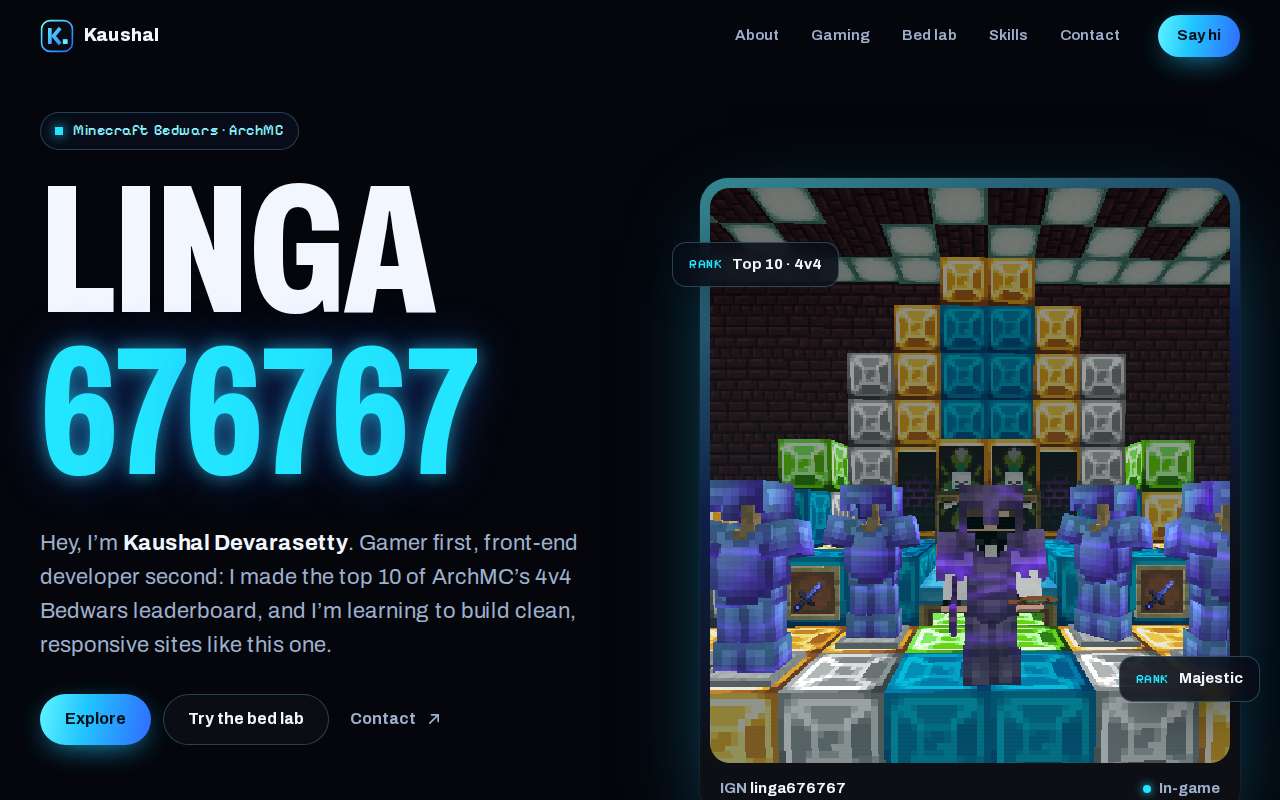 K. Kaushal
About Gaming Bed lab Skills Contact Say hi
Minecraft Bedwars · ArchMC
LINGA
676767
Hey, I’m Kaushal Devarasetty. Gamer first, front-end
developer second: I made the top 10 of ArchMC’s 4v4
Bedwars leaderboard, and I’m learning to build clean,
responsive sites like this one.
Explore Try the bed lab Contact ↗
RANK Top 10 · 4v4
RANK Majestic
IGN linga676767 In-game